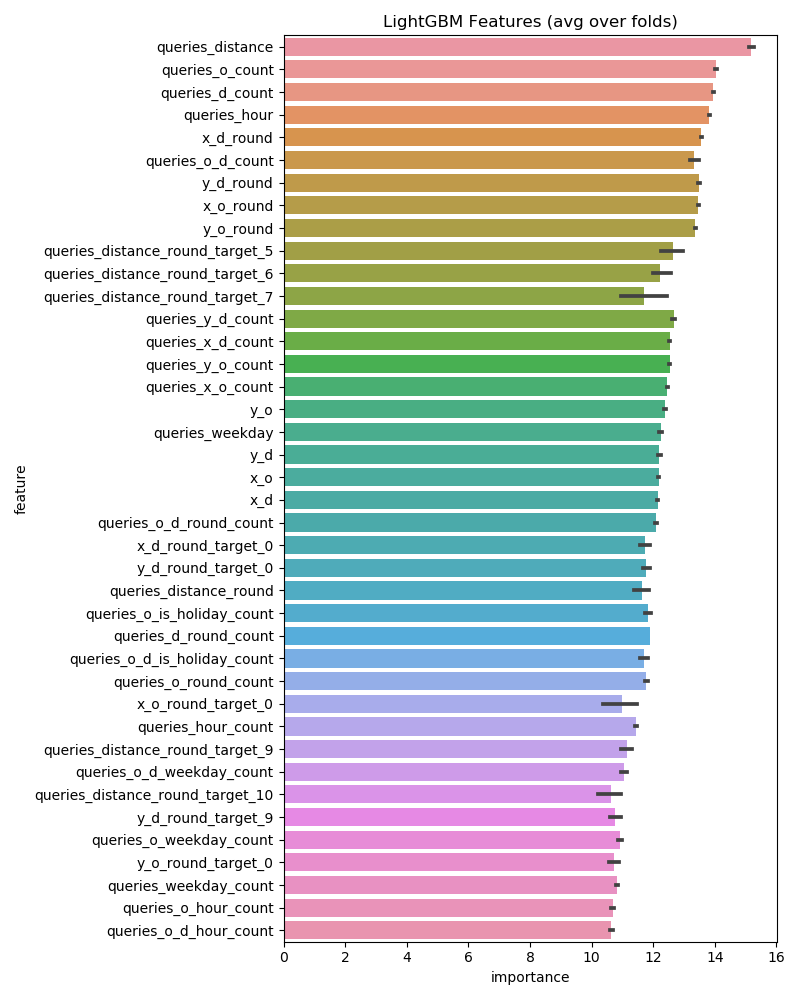 LightGBM Features (avg over folds)
queries_distance
queries_o_count
queries_d_count
queries_hour
x_d_round
queries_o_d_count
y_d_round
x_o_round
y_o_round
queries_distance_round_target_5
queries_distance_round_target_6
queries_distance_round_target_7
queries_y_d_count
queries_x_d_count
queries_y_o_count
queries_x_o_count
y_o
queries_weekday
y_d
x_o
x_d
queries_o_d_round_count
x_d_round_target_0
y_d_round_target_0
queries_distance_round
queries_o_is_holiday_count
queries_d_round_count
queries_o_d_is_holiday_count
queries_o_round_count
x_o_round_target_0
queries_hour_count
queries_distance_round_target_9
queries_o_d_weekday_count
queries_distance_round_target_10
y_d_round_target_9
queries_o_weekday_count
y_o_round_target_0
queries_weekday_count
queries_o_hour_count
queries_o_d_hour_count
feature
0 2 4 6 8 10 12 14 16
importance